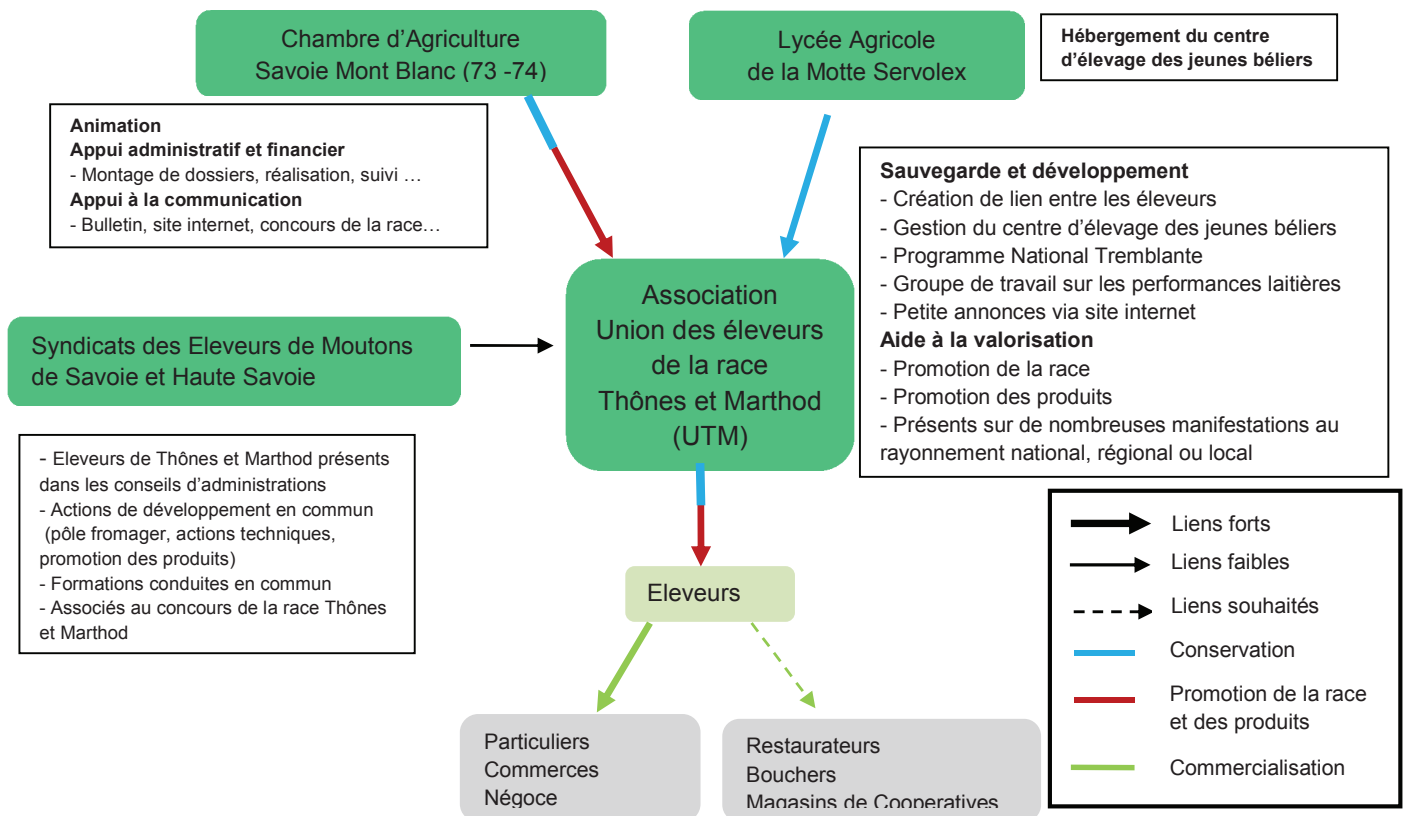 Chambre d'Agriculture
Savoie Mont Blanc (73 -74)
Lycée Agricole
de la Motte Servolex
Hébergement du centre
d'élevage des jeunes béliers
Animation
Appui administratif et financier
- Montage de dossiers, réalisation, suivi …
Appui à la communication
- Bulletin, site internet, concours de la race…
Sauvegarde et développement
- Création de lien entre les éleveurs
- Gestion du centre d'élevage des jeunes béliers
- Programme National Tremblante
- Groupe de travail sur les performances laitières
- Petite annonces via site internet
Aide à la valorisation
- Promotion de la race
- Promotion des produits
- Présents sur de nombreuses manifestations au
rayonnement national, régional ou local
Association
Union des éleveurs
de la race
Thônes et Marthod
(UTM)
Syndicats des Eleveurs de Moutons
de Savoie et Haute Savoie
- Eleveurs de Thônes et Marthod présents
dans les conseils d'administrations
- Actions de développement en commun
(pôle fromager, actions techniques,
promotion des produits)
- Formations conduites en commun
- Associés au concours de la race Thônes
et Marthod
Eleveurs
Particuliers
Commerces
Négoce
Restaurateurs
Bouchers
Magasins de Cooperatives
Liens forts
Liens faibles
Liens souhaités
Conservation
Promotion de la race
et des produits
Commercialisation